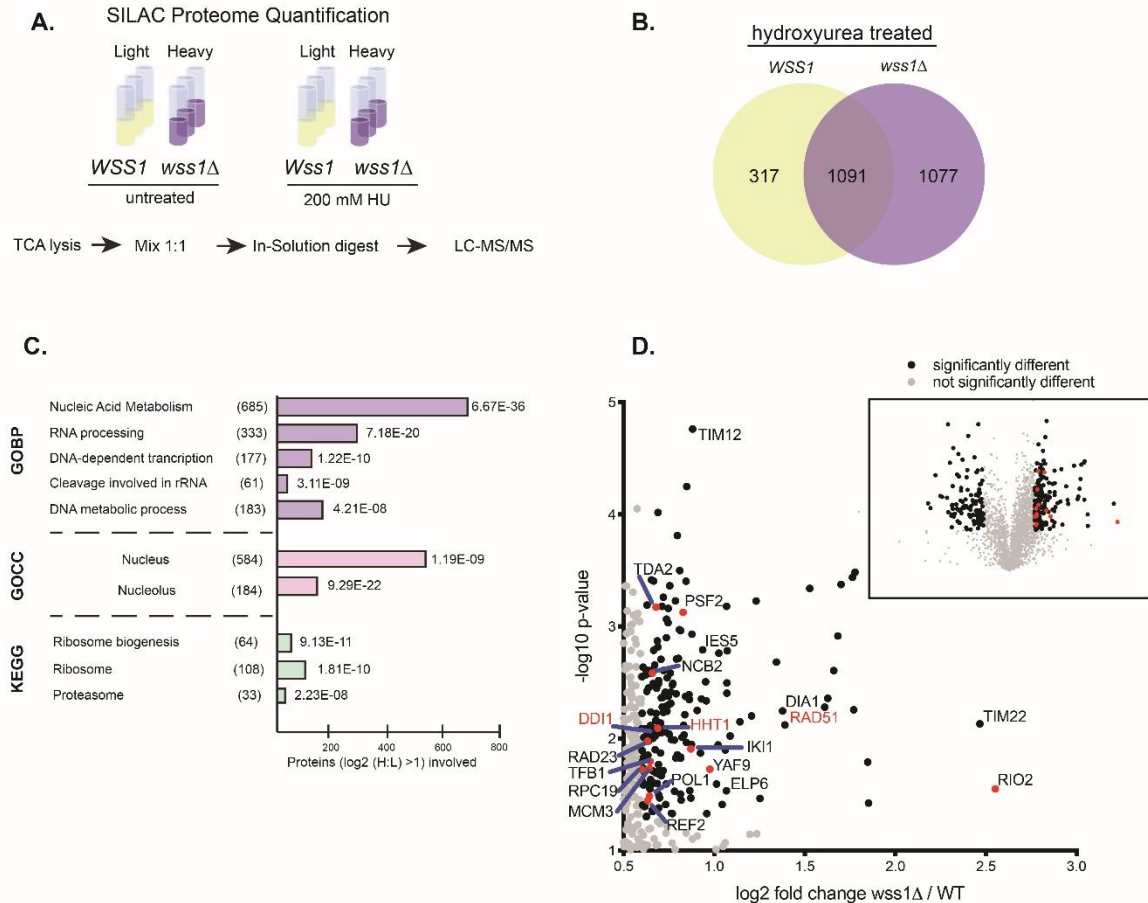 A.
SILAC Proteome Quantification
Light Heavy Light Heavy
WSS1 wss1Δ Wss1 wss1Δ
untreated 200 mM HU
TCA lysis Mix 1:1 In-Solution digest LC-MS/MS
B.
hydroxyurea treated
WSS1 wss1Δ
317 1091 1077
C.
GOBP
Nucleic Acid Metabolism (685) 6.67E-36
RNA processing (333) 7.18E-20
DNA-dependent trancription (177) 1.22E-10
Cleavage involved in rRNA (61) 3.11E-09
DNA metabolic process (183) 4.21E-08
GOCC
Nucleus (584) 1.19E-09
Nucleolus (184) 9.29E-22
KEGG
Ribosome biogenesis (64) 9.13E-11
Ribosome (108) 1.81E-10
Proteasome (33) 2.23E-08
0 200 400 600 800
Proteins (log2 (H:L) >1) involved
D.
significantly different
not significantly different
-log10 p-value
5
4
3
2
1
TIM12
TDA2
PSF2
IES5
NCB2
DIA1
DDI1
HHT1
RAD51
TIM22
RAD23
IKI1
TFB1
YAF9
RIO2
RPC19
POL1
ELP6
MCM3
REF2
0.5 1.0 1.5 2.0 2.5 3.0
log2 fold change wss1Δ / WT